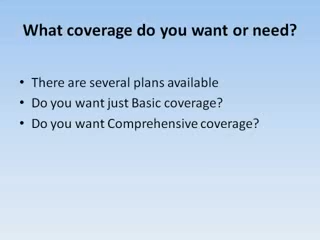 What coverage do you want or need?
• There are several plans available
• Do you want just Basic coverage?
• Do you want Comprehensive coverage?